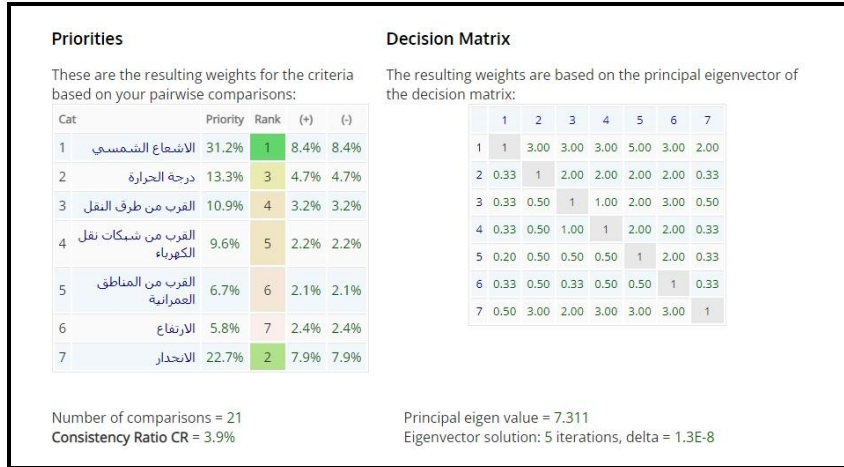 Priorities
These are the resulting weights for the criteria
based on your pairwise comparisons:
Cat Priority Rank (+) (-)
1 الاشعاع الشمسي 31.2% 1 8.4% 8.4%
2 درجة الحرارة 13.3% 3 4.7% 4.7%
3 القرب من طرق النقل 10.9% 4 3.2% 3.2%
4 القرب من شبكات نقل
الكهرباء 9.6% 5 2.2% 2.2%
5 القرب من المناطق
العمرانية 6.7% 6 2.1% 2.1%
6 الارتفاع 5.8% 7 2.4% 2.4%
7 الانحدار 22.7% 2 7.9% 7.9%
Number of comparisons = 21
Consistency Ratio CR = 3.9%
Decision Matrix
The resulting weights are based on the principal eigenvector of
the decision matrix:
1 2 3 4 5 6 7
1 1 3.00 3.00 3.00 5.00 3.00 2.00
2 0.33 1 2.00 2.00 2.00 2.00 0.33
3 0.33 0.50 1 1.00 2.00 3.00 0.50
4 0.33 0.50 1.00 1 2.00 2.00 0.33
5 0.20 0.50 0.50 0.50 1 2.00 0.33
6 0.33 0.50 0.33 0.50 0.50 1 0.33
7 0.50 3.00 2.00 3.00 3.00 3.00 1
Principal eigen value = 7.311
Eigenvector solution: 5 iterations, delta = 1.3E-8